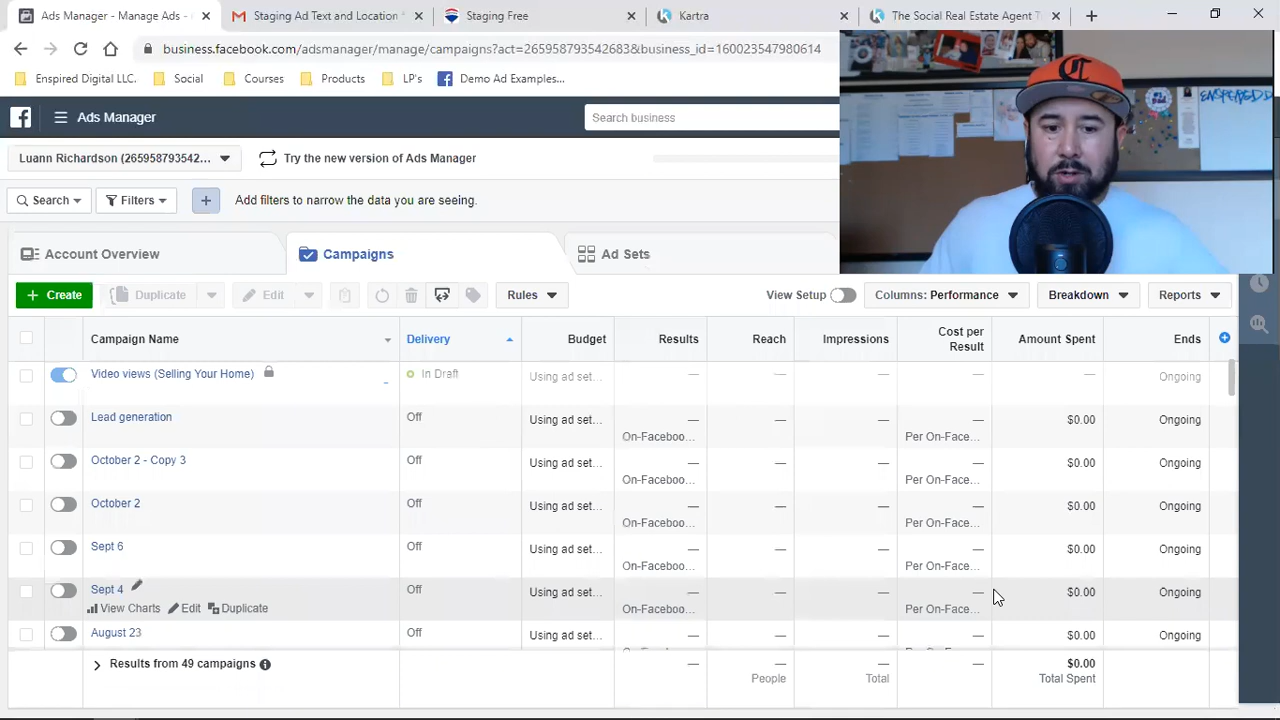 Ads Manager - Manage Ads -
Staging Ad Text and Location
Staging Free
Kartra
The Social Real Estate Agent T
business.facebook.com/adsmanager/manage/campaigns?act=2659587935426​83&business_id=160023547980614
Enspired Digital LLC.
Social
Products
LP's
Demo Ad Examples...
Ads Manager
Search business
Luann Richardson (265958793542...
Try the new version of Ads Manager
Search
Filters
Add filters to narrow the data you are seeing.
Account Overview
Campaigns
Ad Sets
Create
Duplicate
Edit
Rules
View Setup
Columns: Performance
Breakdown
Reports
Campaign Name
Delivery
Budget
Results
Reach
Impressions
Cost per
Result
Amount Spent
Ends
Video views (Selling Your Home)
In Draft
Using ad set...
—
—
—
—
—
Ongoing
Lead generation
Off
Using ad set...
—
On-Faceboo...
—
—
—
Per On-Face...
$0.00
Ongoing
October 2 - Copy 3
Off
Using ad set...
—
On-Faceboo...
—
—
—
Per On-Face...
$0.00
Ongoing
October 2
Off
Using ad set...
—
On-Faceboo...
—
—
—
Per On-Face...
$0.00
Ongoing
Sept 6
Off
Using ad set...
—
On-Faceboo...
—
—
—
Per On-Face...
$0.00
Ongoing
Sept 4
View Charts
Edit
Duplicate
Off
Using ad set...
—
On-Faceboo...
—
—
—
Per On-Face...
$0.00
Ongoing
August 23
Off
Using ad set...
—
—
—
—
$0.00
Ongoing
Results from 49 campaigns
—
—
People
—
Total
—
$0.00
Total Spent